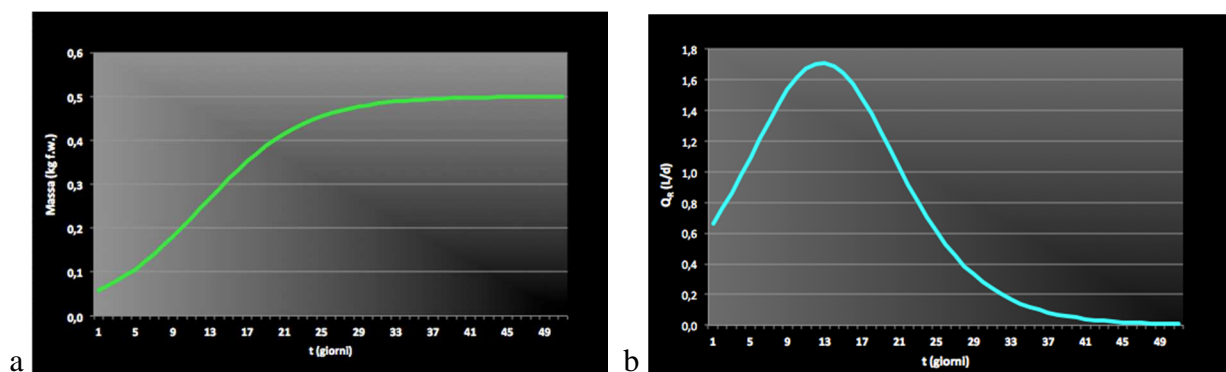 0,6
0,5
0,4
0,3
0,2
0,1
0,0
Massa (kg f.w.)
1 5 9 13 17 21 25 29 33 37 41 45 49
t (giorni)
a
1,8
1,6
1,4
1,2
1,0
0,8
0,6
0,4
0,2
0,0
QR (L/d)
1 5 9 13 17 21 25 29 33 37 41 45 49
t (giorni)
b